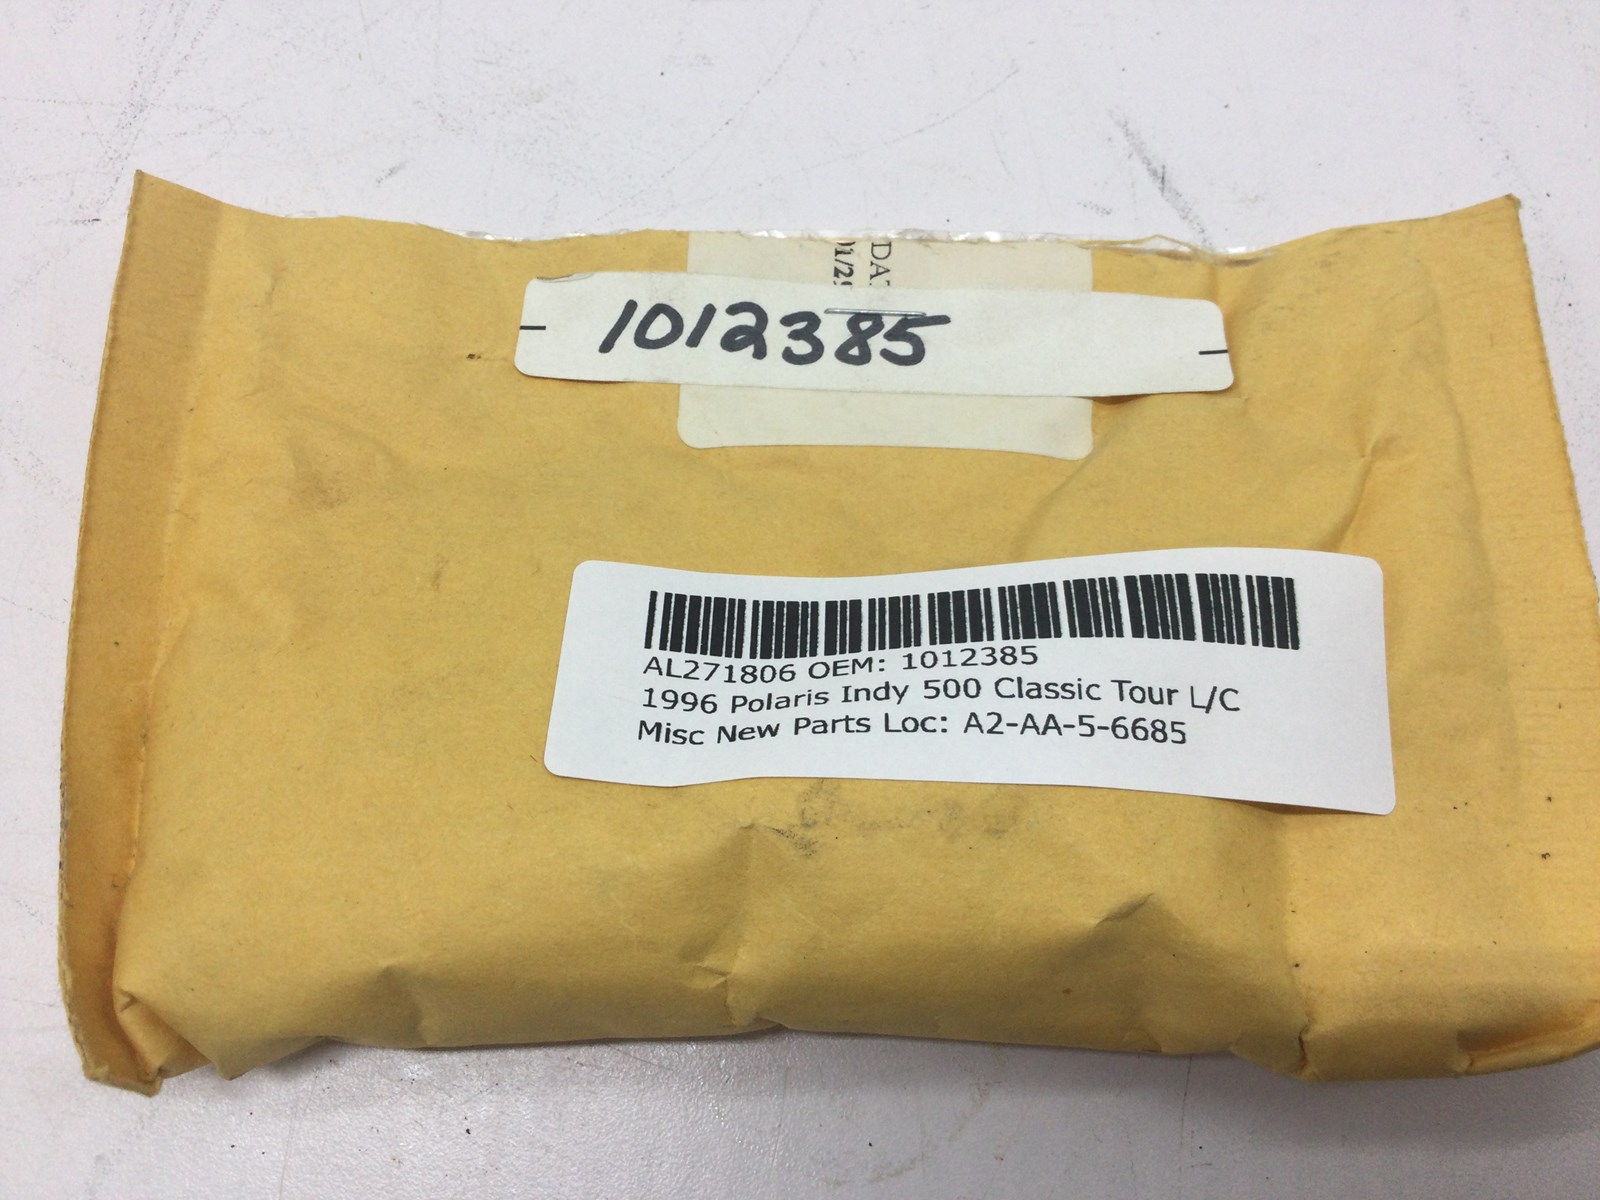 1012385
AL271806 OEM: 1012385
1996 Polaris Indy 500 Classic Tour L/C
Misc New Parts Loc: A2-AA-5-6685